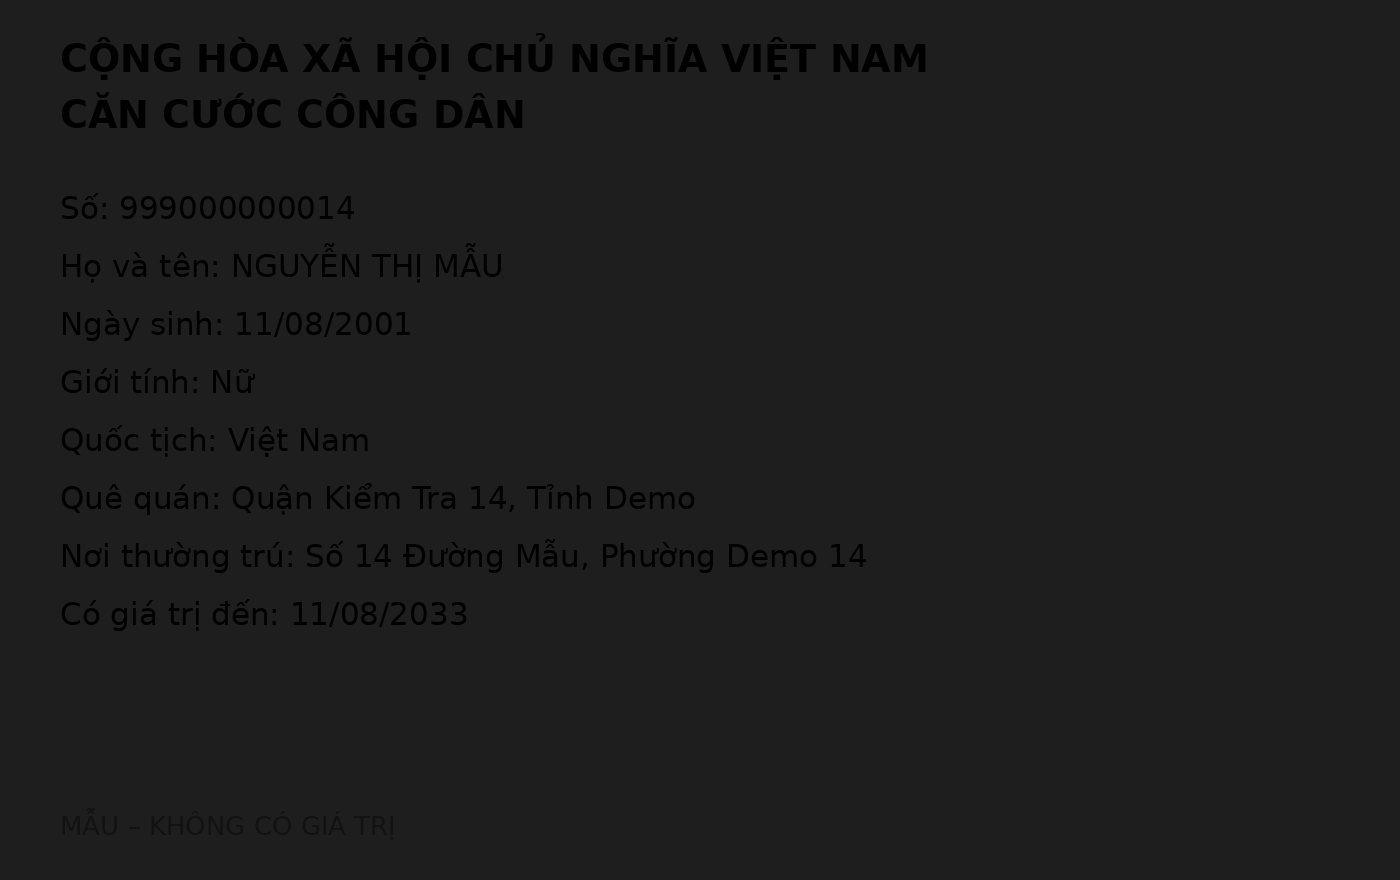 CỘNG HÒA XÃ HỘI CHỦ NGHĨA VIỆT NAM
CĂN CƯỚC CÔNG DÂN
Số: 999000000014
Họ và tên: NGUYỄN THỊ MẪU
Ngày sinh: 11/08/2001
Giới tính: Nữ
Quốc tịch: Việt Nam
Quê quán: Quận Kiểm Tra 14, Tỉnh Demo
Nơi thường trú: Số 14 Đường Mẫu, Phường Demo 14
Có giá trị đến: 11/08/2033
MẪU – KHÔNG CÓ GIÁ TRỊ